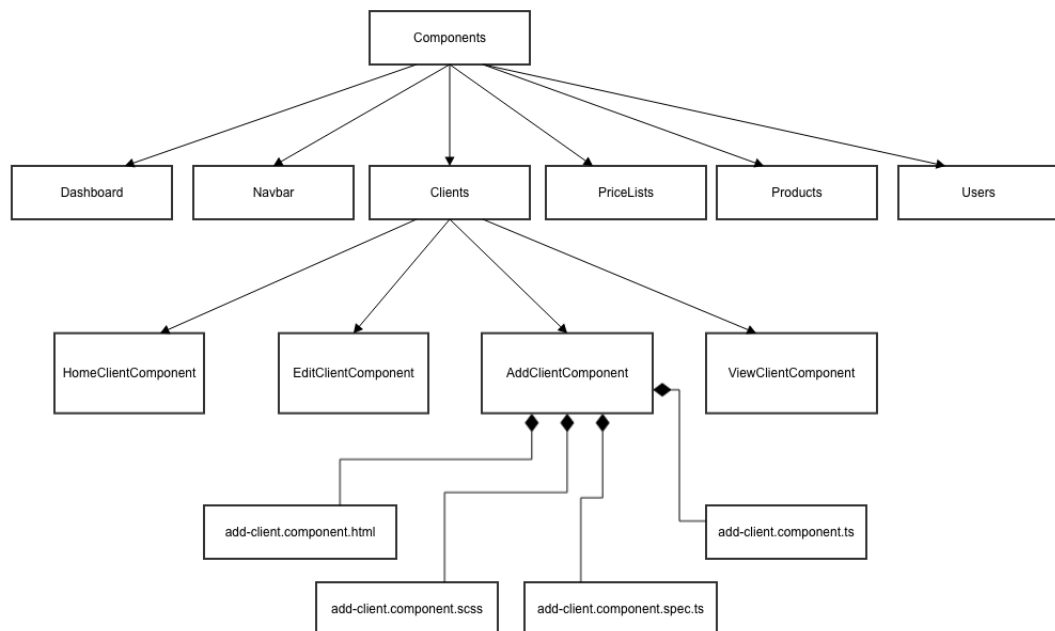 Components
Dashboard
Navbar
Clients
PriceLists
Products
Users
HomeClientComponent
EditClientComponent
AddClientComponent
ViewClientComponent
add-client.component.html
add-client.component.ts
add-client.component.scss
add-client.component.spec.ts